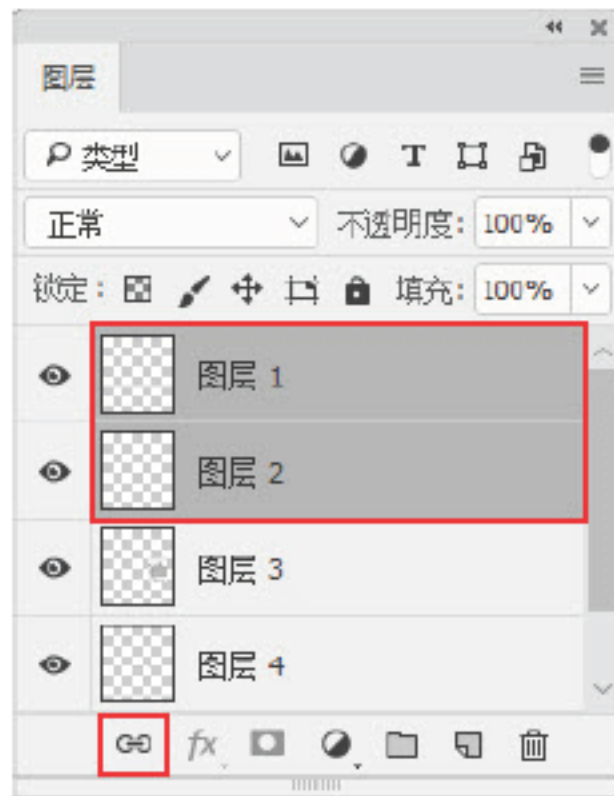 图层
类型
正常 不透明度: 100%
锁定: 填充: 100%
图层 1
图层 2
图层 3
图层 4
fx